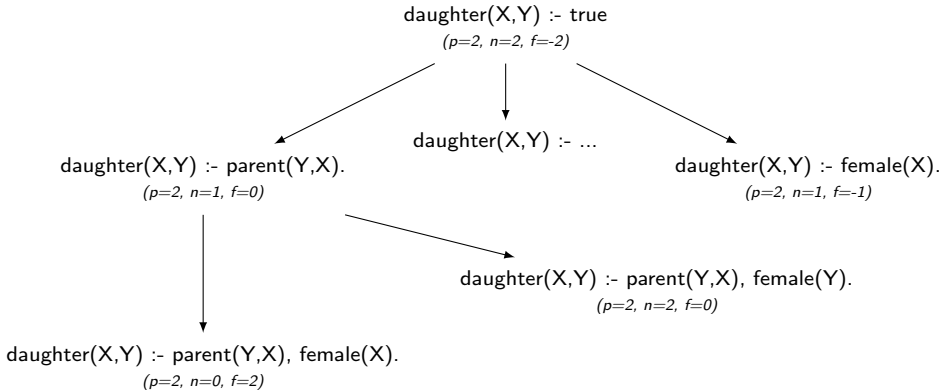 daughter(X,Y) :- true
(p=2, n=2, f=-2)
daughter(X,Y) :- ...
daughter(X,Y) :- parent(Y,X).
(p=2, n=1, f=0)
daughter(X,Y) :- female(X).
(p=2, n=1, f=-1)
daughter(X,Y) :- parent(Y,X), female(Y).
(p=2, n=2, f=0)
daughter(X,Y) :- parent(Y,X), female(X).
(p=2, n=0, f=2)